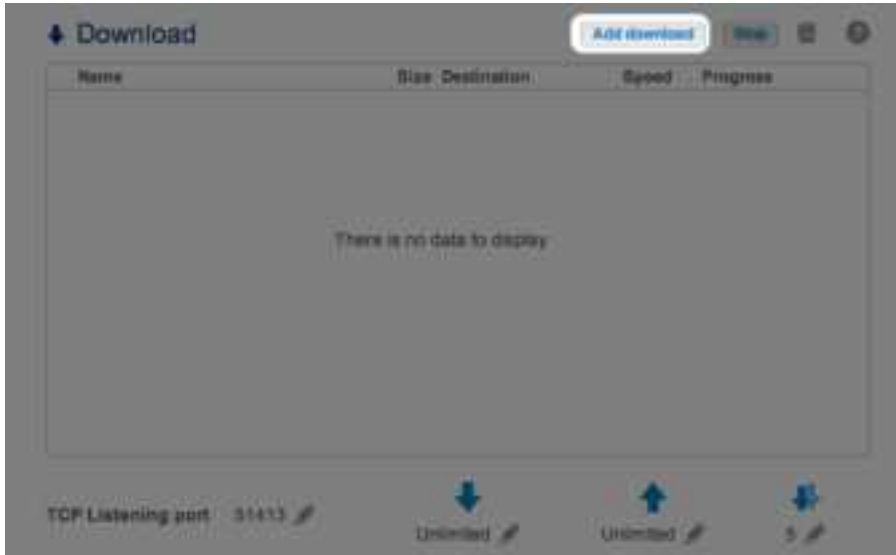 Download
Add download Stop
Name Size Destination Speed Progress
There is no data to display
TCP Listening port 51413
Unlimited
Unlimited
5